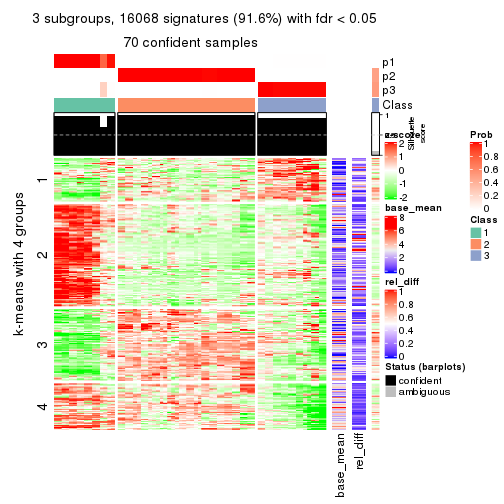 3 subgroups, 16068 signatures (91.6%) with fdr < 0.05
70 confident samples
p1
p2
p3
Class
1
Silhouette
score
k-means with 4 groups
1
2
3
4
base_mean
rel_diff
z-score
2
1
0
-1
-2
base_mean
8
6
4
2
0
rel_diff
1
0.8
0.6
0.4
0.2
0
Status (barplots)
confident
ambiguous
Prob
1
0.8
0.6
0.4
0.2
0
Class
1
2
3